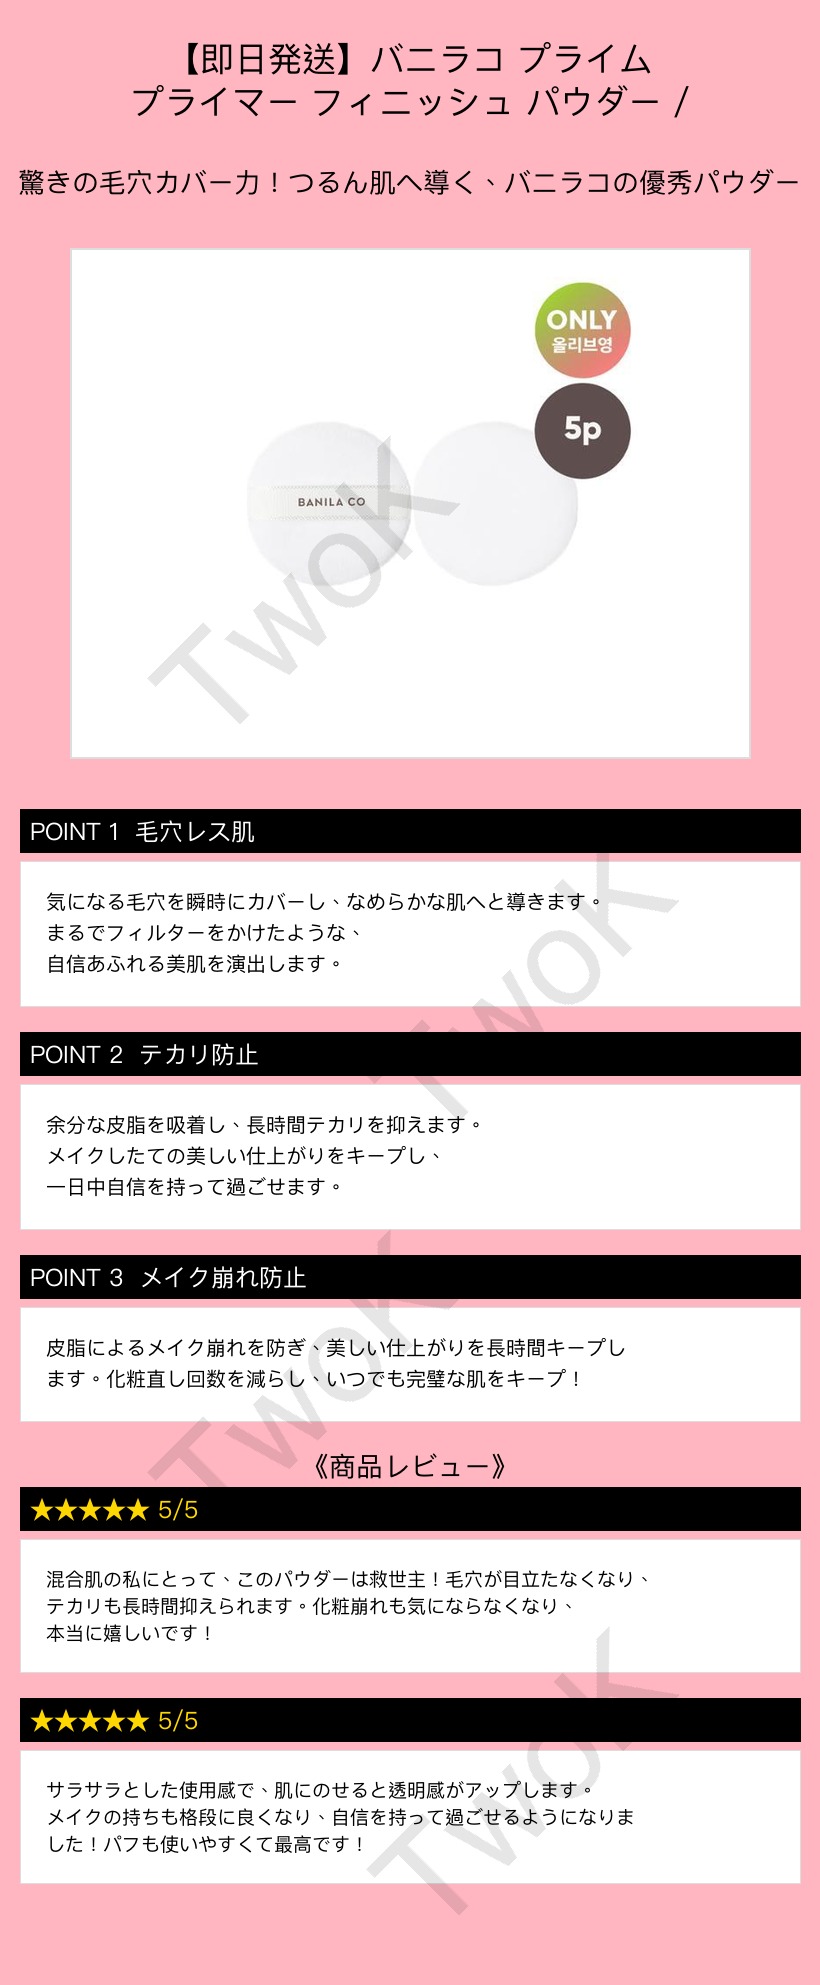 【即日発送】バニラコ プライム
プライマー フィニッシュ パウダー /
驚きの毛穴カバー力！つるん肌へ導く、バニラコの優秀パウダー
ONLY
올리브영
5p
BANILA CO
TwoK
POINT 1 毛穴レス肌
気になる毛穴を瞬時にカバーし、なめらかな肌へと導きます。
まるでフィルターをかけたような、
自信あふれる美肌を演出します。
TwoK
POINT 2 テカリ防止
余分な皮脂を吸着し、長時間テカリを抑えます。
メイクしたての美しい仕上がりをキープし、
一日中自信を持って過ごせます。
POINT 3 メイク崩れ防止
皮脂によるメイク崩れを防ぎ、美しい仕上がりを長時間キープし
ます。化粧直し回数を減らし、いつでも完璧な肌をキープ！
TwoK
《商品レビュー》
★★★★★ 5/5
混合肌の私にとって、このパウダーは救世主！毛穴が目立たなくなり、
テカリも長時間抑えられます。化粧崩れも気にならなくなり、
本当に嬉しいです！
★★★★★ 5/5
サラサラとした使用感で、肌にのせると透明感がアップします。
メイクの持ちも格段に良くなり、自信を持って過ごせるようになりま
した！パフも使いやすくて最高です！
TwoK